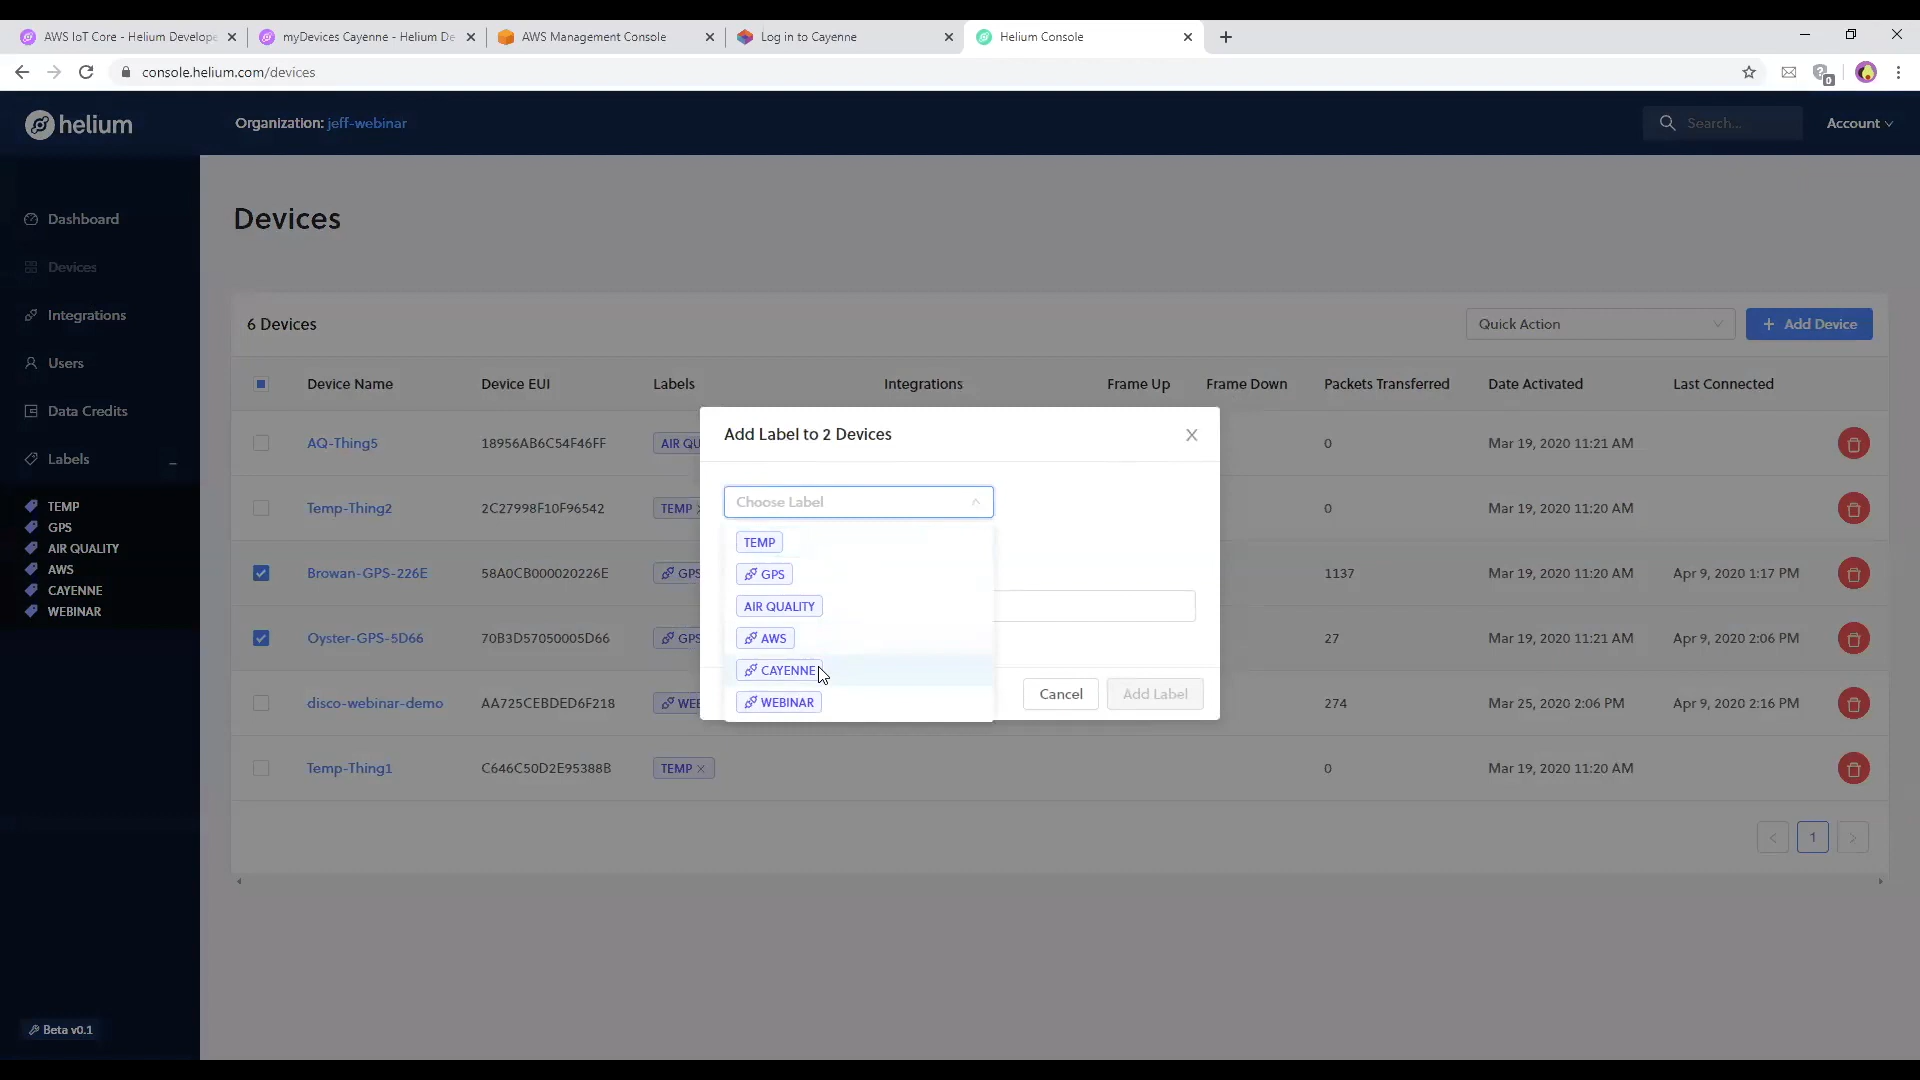 AWS IoT Core - Helium Develope
myDevices Cayenne - Helium De
AWS Management Console
Log in to Cayenne
Helium Console
console.helium.com/devices
0
helium
Organization: jeff-webinar
Search...
Account
Dashboard
Devices
Integrations
Users
Data Credits
Labels
TEMP
GPS
AIR QUALITY
AWS
CAYENNE
WEBINAR
Beta v0.1
Devices
6 Devices
Quick Action
+ Add Device
Device Name Device EUI Labels Integrations Frame Up Frame Down Packets Transferred Date Activated Last Connected
AQ-Thing5 18956AB6C54F46FF AIR QU 0 Mar 19, 2020 11:21 AM
Temp-Thing2 2C27998F10F96542 TEMP 0 Mar 19, 2020 11:20 AM
Browan-GPS-226E 58A0CB000020226E GPS 1137 Mar 19, 2020 11:20 AM Apr 9, 2020 1:17 PM
Oyster-GPS-5D66 70B3D57050005D66 GPS 27 Mar 19, 2020 11:21 AM Apr 9, 2020 2:06 PM
disco-webinar-demo AA725CEBDED6F218 WEB 274 Mar 25, 2020 2:06 PM Apr 9, 2020 2:16 PM
Temp-Thing1 C646C50D2E95388B TEMP 0 Mar 19, 2020 11:20 AM
1
Add Label to 2 Devices
Choose Label
TEMP
GPS
AIR QUALITY
AWS
CAYENNE
WEBINAR
Cancel
Add Label